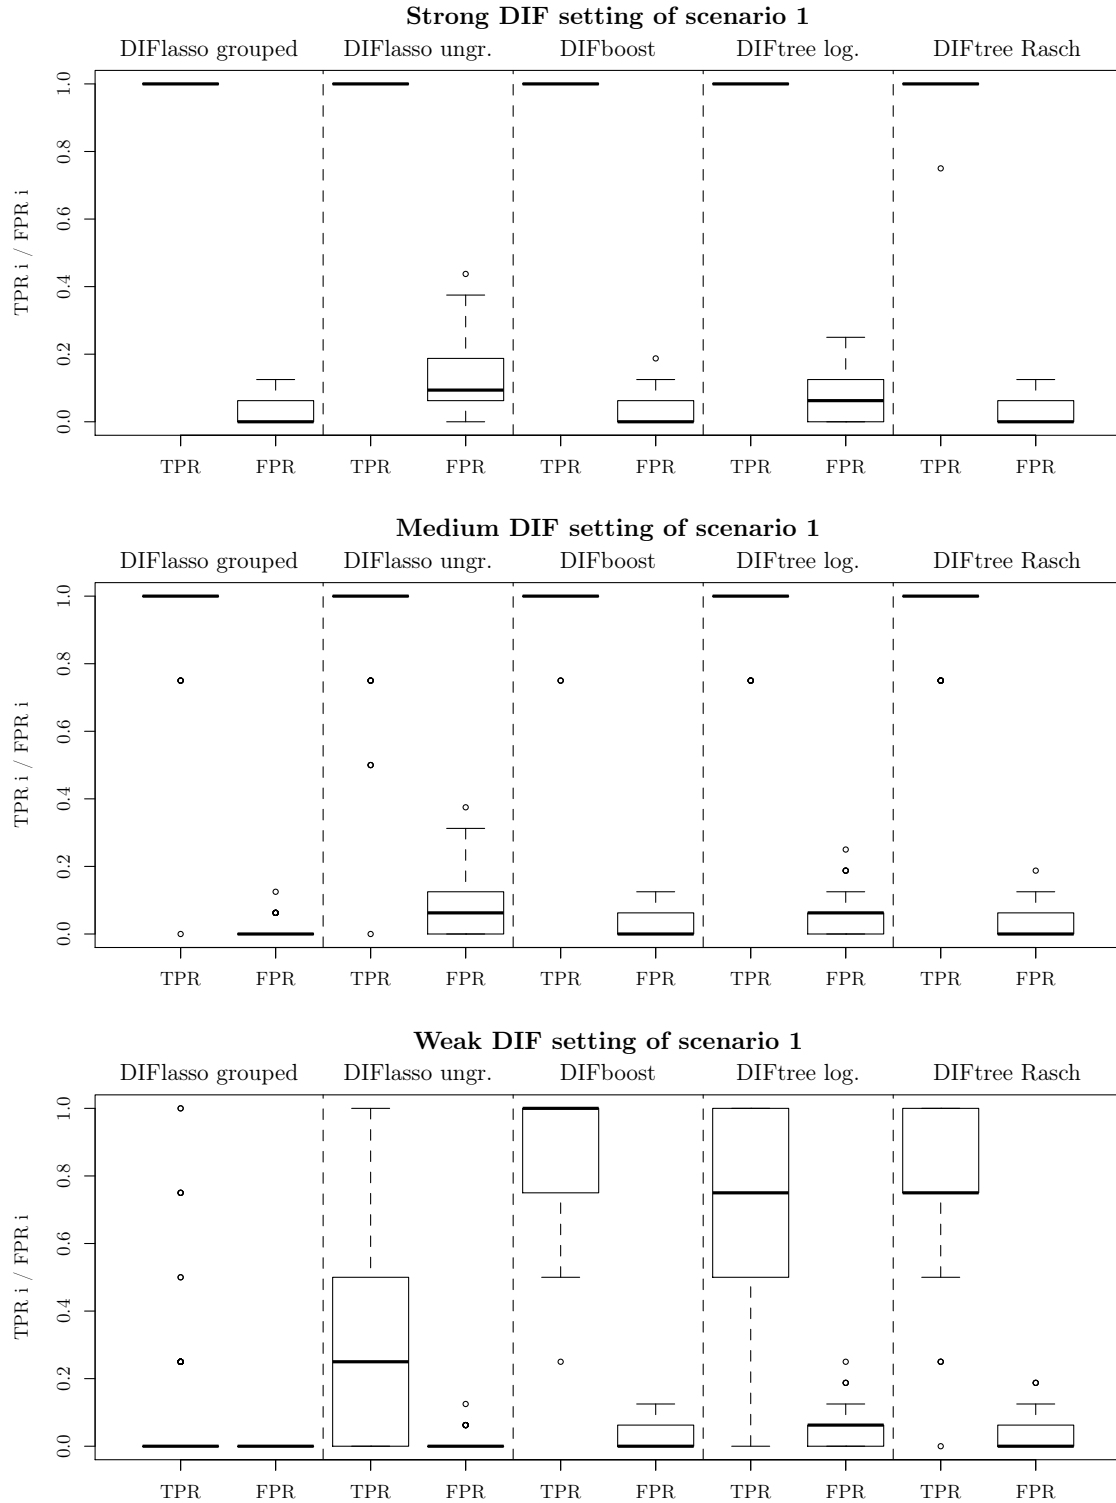 Strong DIF setting of scenario 1
DIFlasso grouped DIFlasso ungr. DIFboost DIFtree log. DIFtree Rasch
TPR i / FPR i
1.0
0.8
0.6
0.4
0.2
0.0
TPR FPR TPR FPR TPR FPR TPR FPR TPR FPR
Medium DIF setting of scenario 1
DIFlasso grouped DIFlasso ungr. DIFboost DIFtree log. DIFtree Rasch
TPR i / FPR i
1.0
0.8
0.6
0.4
0.2
0.0
TPR FPR TPR FPR TPR FPR TPR FPR TPR FPR
Weak DIF setting of scenario 1
DIFlasso grouped DIFlasso ungr. DIFboost DIFtree log. DIFtree Rasch
TPR i / FPR i
1.0
0.8
0.6
0.4
0.2
0.0
TPR FPR TPR FPR TPR FPR TPR FPR TPR FPR